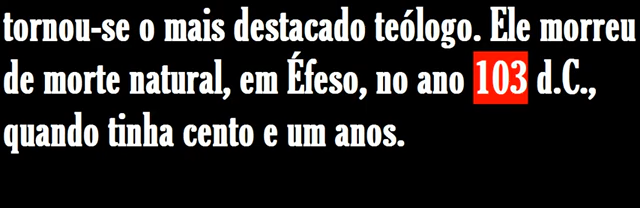 tornou-se o mais destacado teólogo. Ele morreu
de morte natural, em Éfeso, no ano 103 d.C.,
quando tinha cento e um anos.